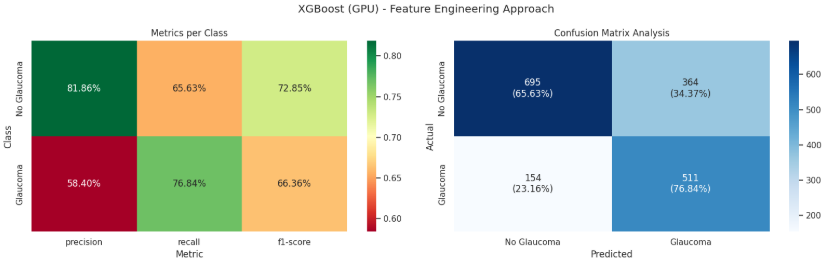 XGBoost (GPU) - Feature Engineering Approach
Metrics per Class
No Glaucoma
81.86%
65.63%
72.85%
Glaucoma
58.40%
76.84%
66.36%
Class
precision
recall
f1-score
Metric
0.80
0.75
0.70
0.65
0.60
Confusion Matrix Analysis
No Glaucoma
695
(65.63%)
364
(34.37%)
Glaucoma
154
(23.16%)
511
(76.84%)
Actual
No Glaucoma
Glaucoma
Predicted
600
500
400
300
200